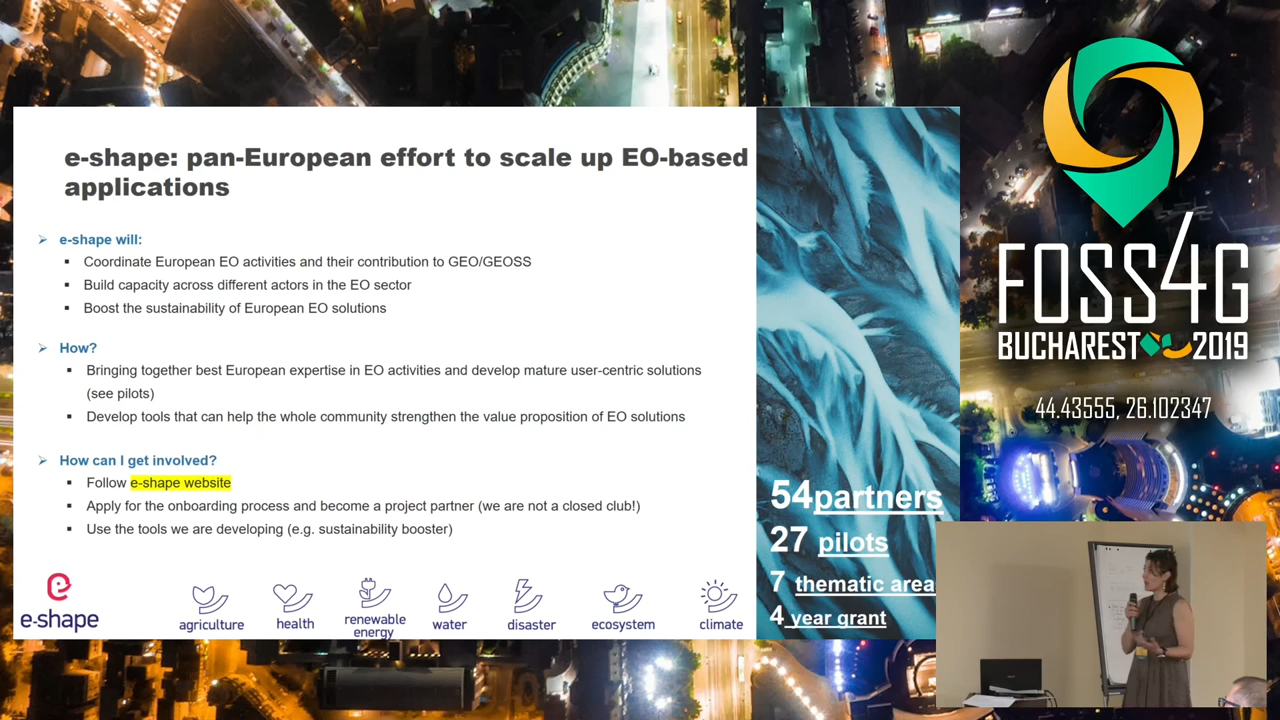 e-shape: pan-European effort to scale up EO-based
applications
e-shape will:
Coordinate European EO activities and their contribution to GEO/GEOSS
Build capacity across different actors in the EO sector
Boost the sustainability of European EO solutions
How?
Bringing together best European expertise in EO activities and develop mature user-centric solutions
(see pilots)
Develop tools that can help the whole community strengthen the value proposition of EO solutions
How can I get involved?
Follow e-shape website
Apply for the onboarding process and become a project partner (we are not a closed club!)
Use the tools we are developing (e.g. sustainability booster)
e-shape
agriculture
health
renewable
energy
water
disaster
ecosystem
climate
54partners
27 pilots
7 thematic area
4 year grant
FOSS4G
BUCHAREST 2019
44.43555, 26.102347